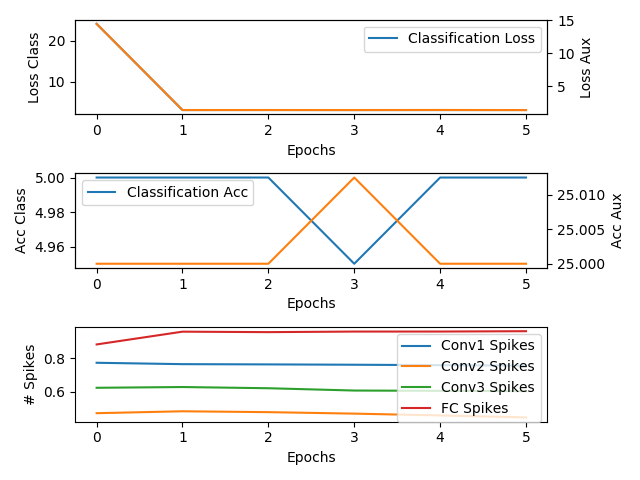 Loss Class
20
10
Classification Loss
15
10
5
Loss Aux
0 1 2 3 4 5
Epochs
Acc Class
5.00
4.98
4.96
Classification Acc
25.010
25.005
25.000
Acc Aux
0 1 2 3 4 5
Epochs
# Spikes
0.8
0.6
Conv1 Spikes
Conv2 Spikes
Conv3 Spikes
FC Spikes
0 1 2 3 4 5
Epochs